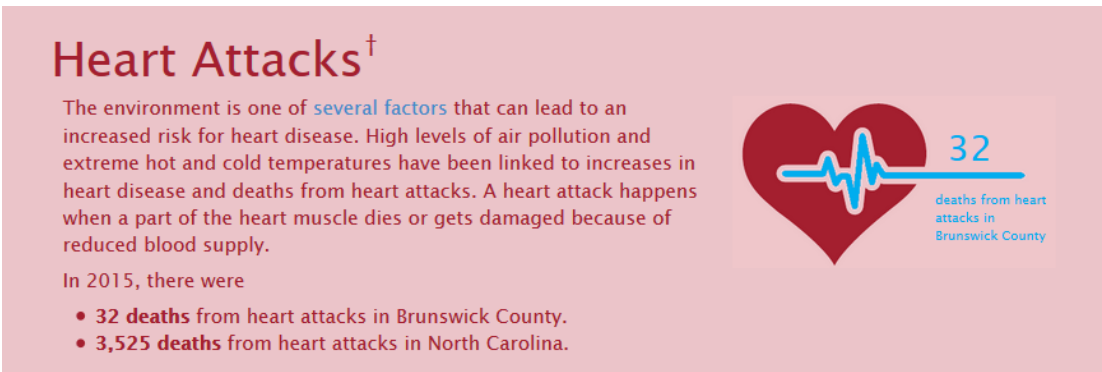 Heart Attacks†
The environment is one of several factors that can lead to an
increased risk for heart disease. High levels of air pollution and
extreme hot and cold temperatures have been linked to increases in
heart disease and deaths from heart attacks. A heart attack happens
when a part of the heart muscle dies or gets damaged because of
reduced blood supply.
In 2015, there were
• 32 deaths from heart attacks in Brunswick County.
• 3,525 deaths from heart attacks in North Carolina.
32
deaths from heart
attacks in
Brunswick County